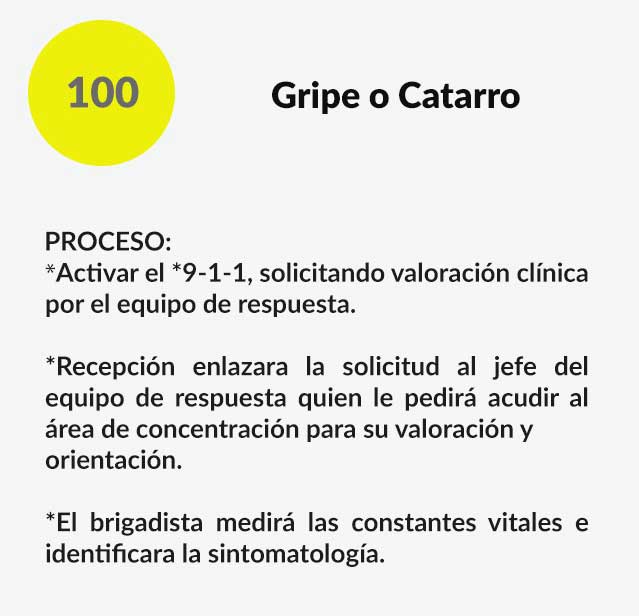 100
Gripe o Catarro
PROCESO:
*Activar el *9-1-1, solicitando valoración clínica
por el equipo de respuesta.
*Recepción enlazara la solicitud al jefe del
equipo de respuesta quien le pedirá acudir al
área de concentración para su valoración y
orientación.
*El brigadista medirá las constantes vitales e
identificara la sintomatología.